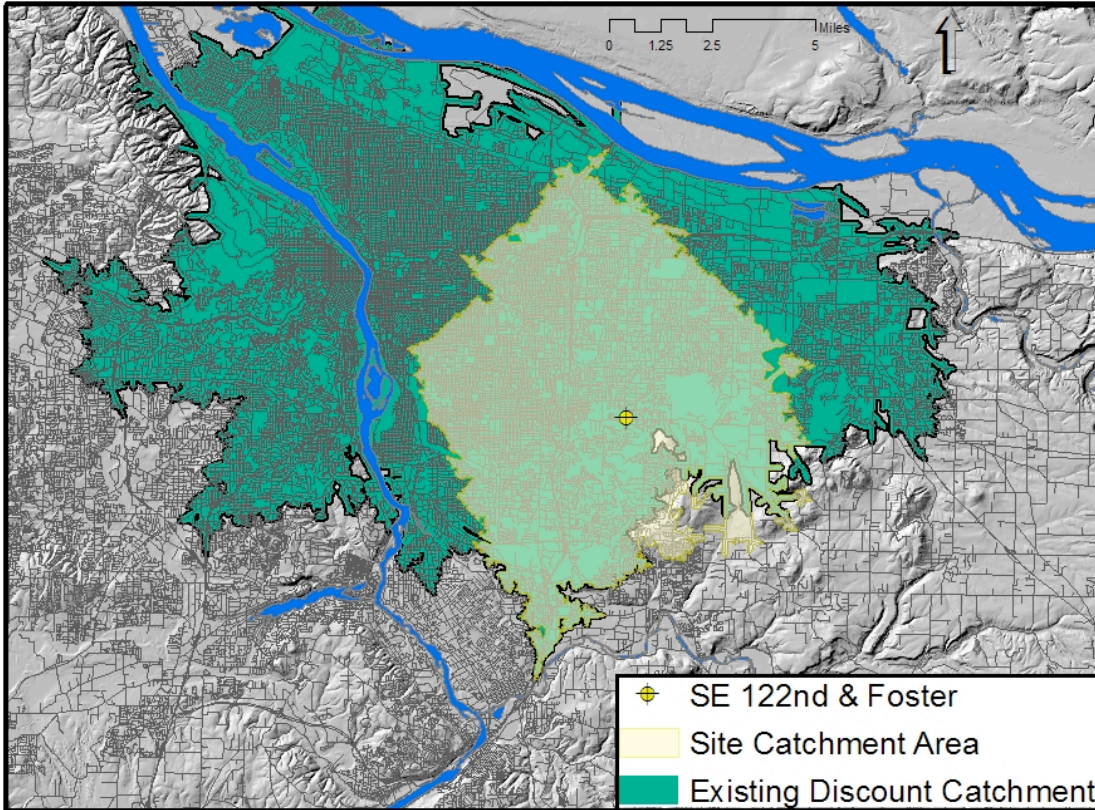 Miles
0 1.25 2.5 5
SE 122nd & Foster
Site Catchment Area
Existing Discount Catchment